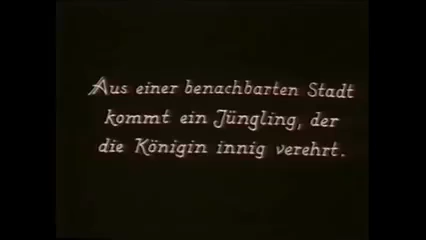 Aus einer benachbarten Stadt
kommt ein Jüngling, der
die Königin innig verehrt.